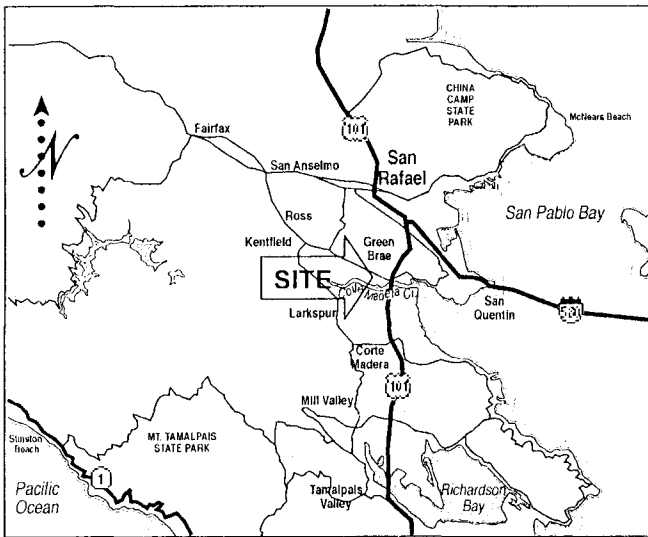 CHINA
CAMP
STATE
PARK
McNears Beach
101
Fairfax
San Anselmo
San
Rafael
N
Ross
San Pablo Bay
Kentfield
Green
Brae
SITE
Larkspur
San
Quentin
Corte
Madera
101
Mill Valley
MT. TAMALPAIS
STATE PARK
Stinston
Beach
1
Pacific
Ocean
Tamalpais
Valley
Richardson
Bay